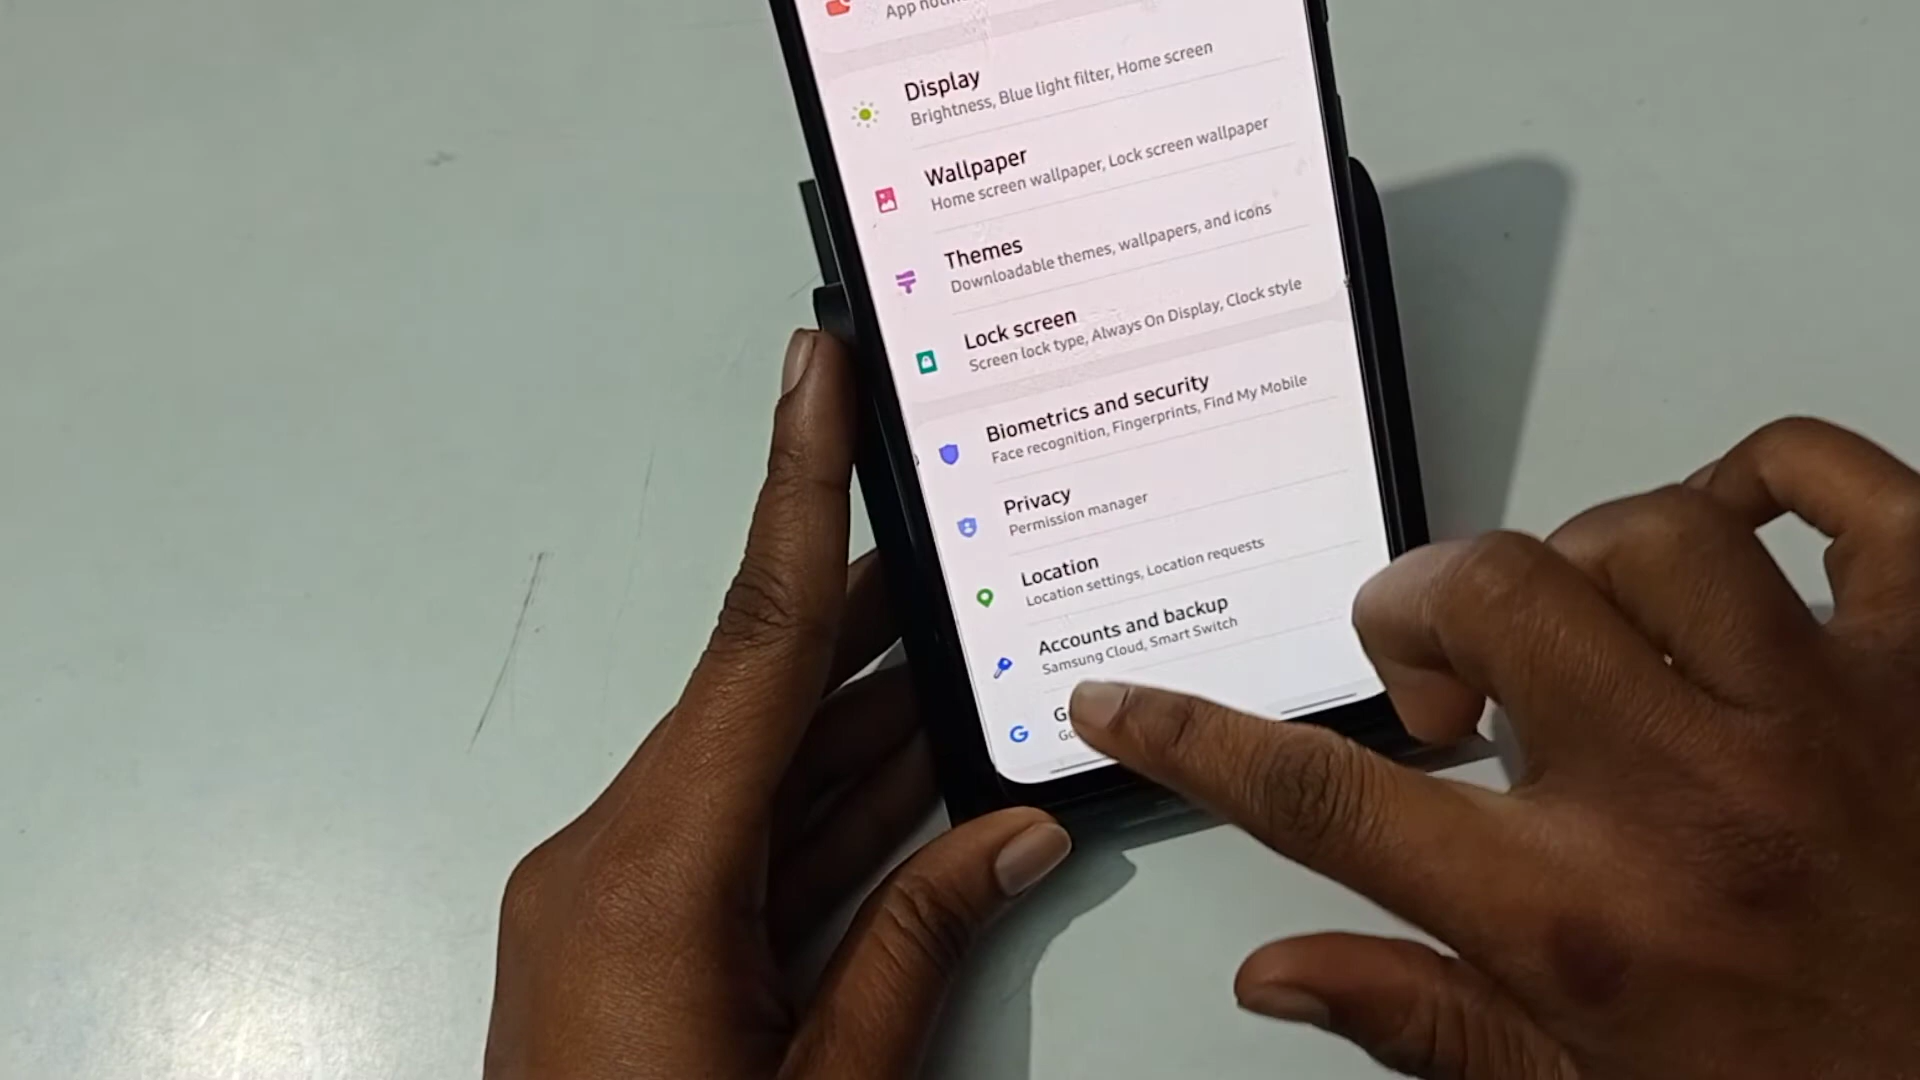 App
Display
Brightness, Blue light filter, Home screen
Wallpaper
Home screen wallpaper, Lock screen wallpaper
Themes
Downloadable themes, wallpapers, and icons
Lock screen
Screen lock type, Always On Display, Clock style
Biometrics and security
Face recognition, Fingerprints, Find My Mobile
Privacy
Permission manager
Location
Location settings, Location requests
Accounts and backup
Samsung Cloud, Smart Switch